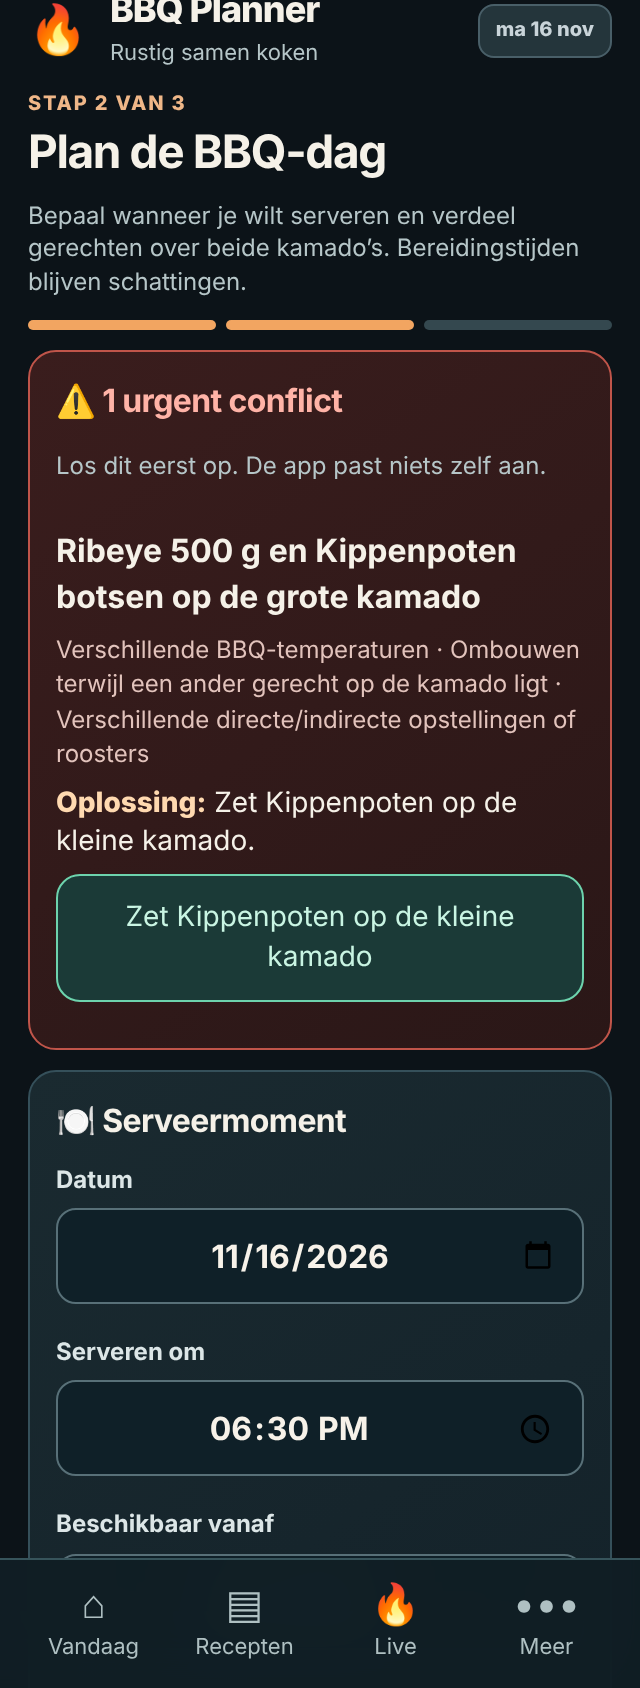 BBQ Planner
Rustig samen koken
ma 16 nov
STAP 2 VAN 3
Plan de BBQ-dag
Bepaal wanneer je wilt serveren en verdeel
gerechten over beide kamado’s. Bereidingstijden
blijven schattingen.
1 urgent conflict
Los dit eerst op. De app past niets zelf aan.
Ribeye 500 g en Kippenpoten
botsen op de grote kamado
Verschillende BBQ-temperaturen · Ombouwen
terwijl een ander gerecht op de kamado ligt ·
Verschillende directe/indirecte opstellingen of
roosters
Oplossing: Zet Kippenpoten op de
kleine kamado.
Zet Kippenpoten op de kleine
kamado
Serveermoment
Datum
11/16/2026
Serveren om
06:30 PM
Beschikbaar vanaf
Vandaag
Recepten
Live
Meer